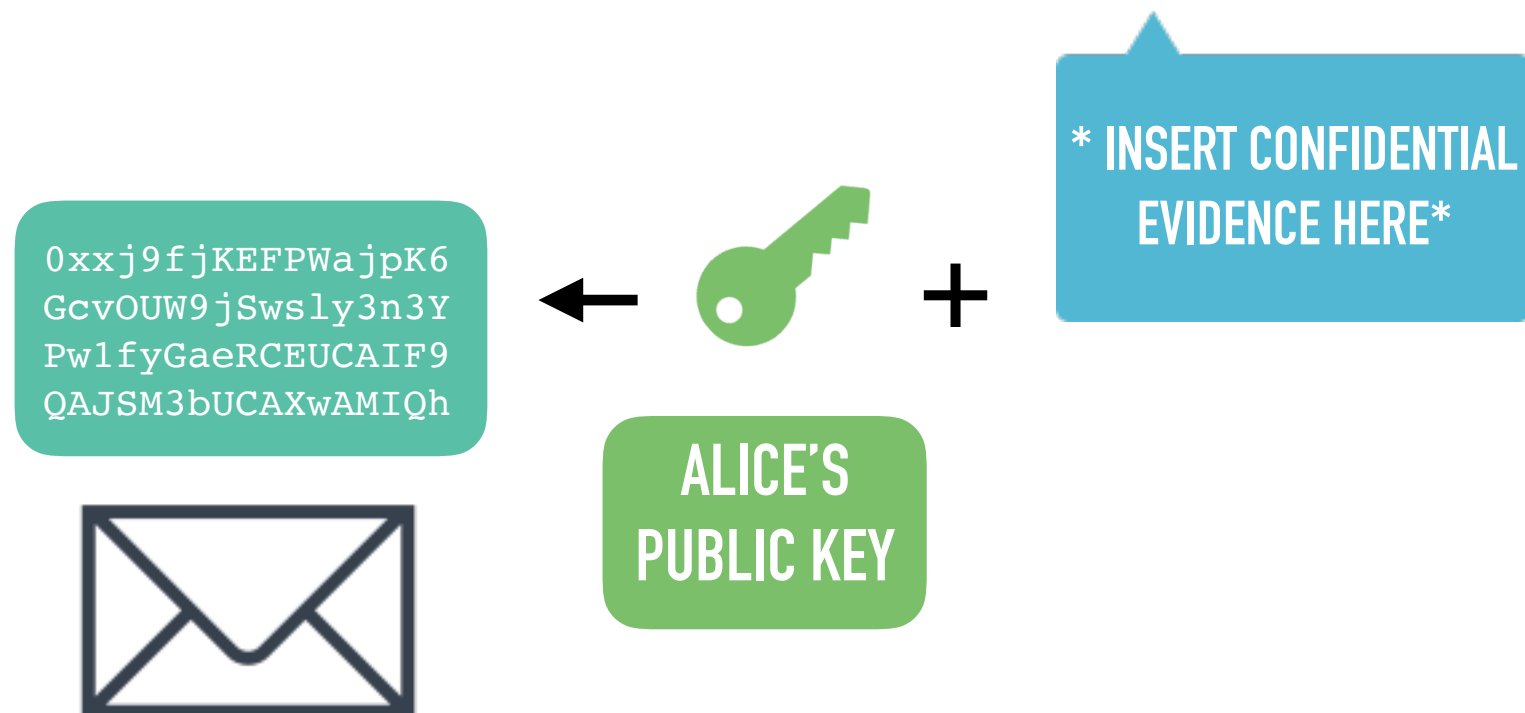 * INSERT CONFIDENTIAL
EVIDENCE HERE*
0xxj9fjKEFPWajpK6
GcvOUW9jSwsly3n3Y
Pw1fyGaeRCEUCAIF9
QAJSM3bUCAXwAMIQh
ALICE’S
PUBLIC KEY